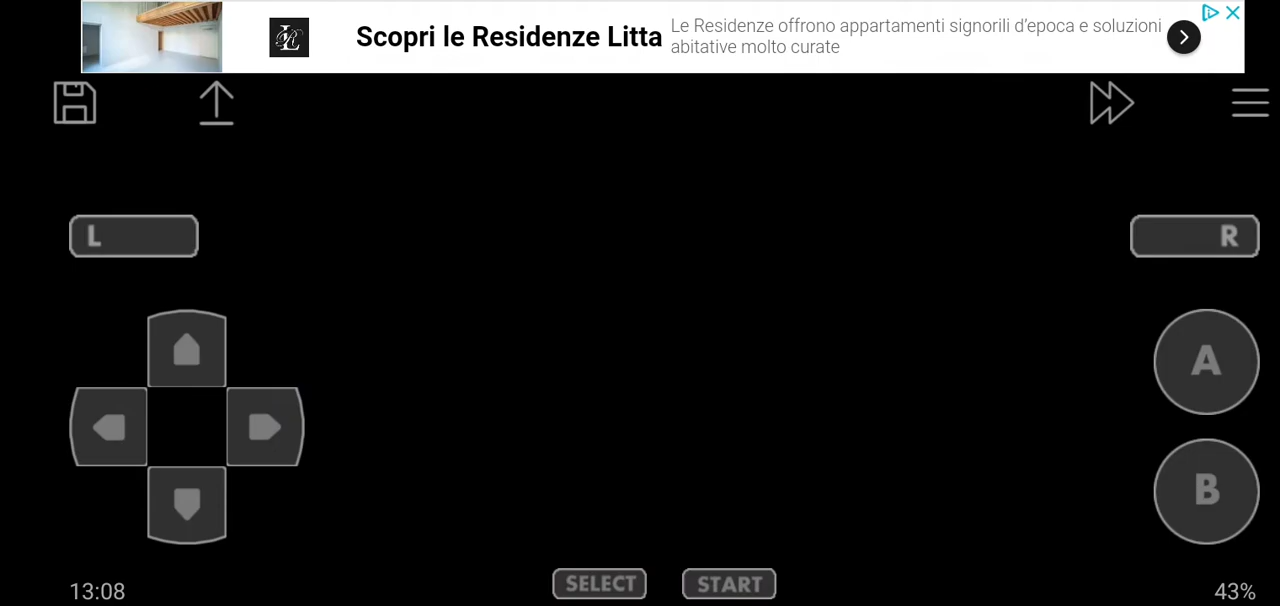 Scopri le Residenze Litta
Le Residenze offrono appartamenti signorili d'epoca e soluzioni
abitative molto curate
L
R
A
B
SELECT
START
13:08
43%